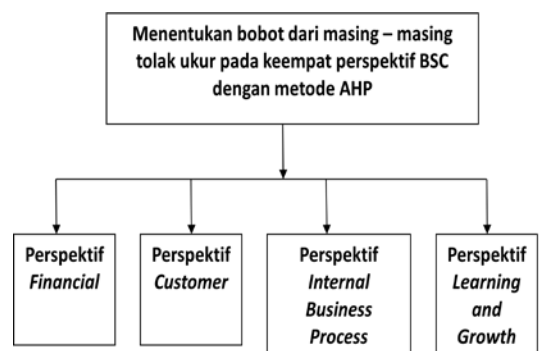 Menentukan bobot dari masing – masing
tolak ukur pada keempat perspektif BSC
dengan metode AHP
Perspektif
Financial
Perspektif
Customer
Perspektif
Internal
Business
Process
Perspektif
Learning
and
Growth